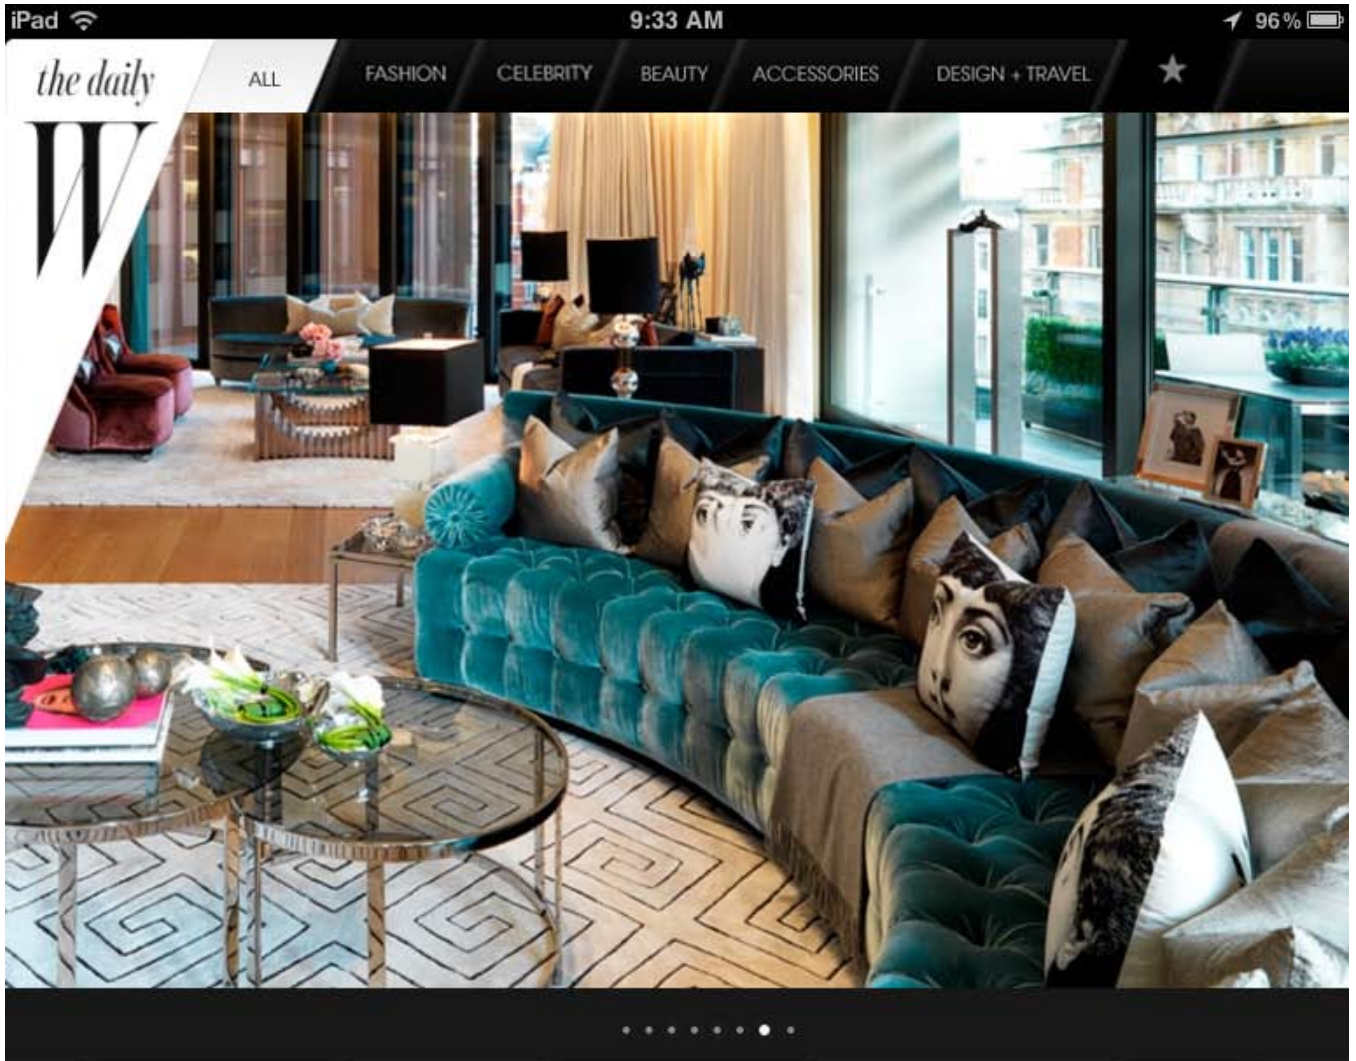 iPad 9:33 AM 96%
the daily
W
ALL FASHION CELEBRITY BEAUTY ACCESSORIES DESIGN + TRAVEL